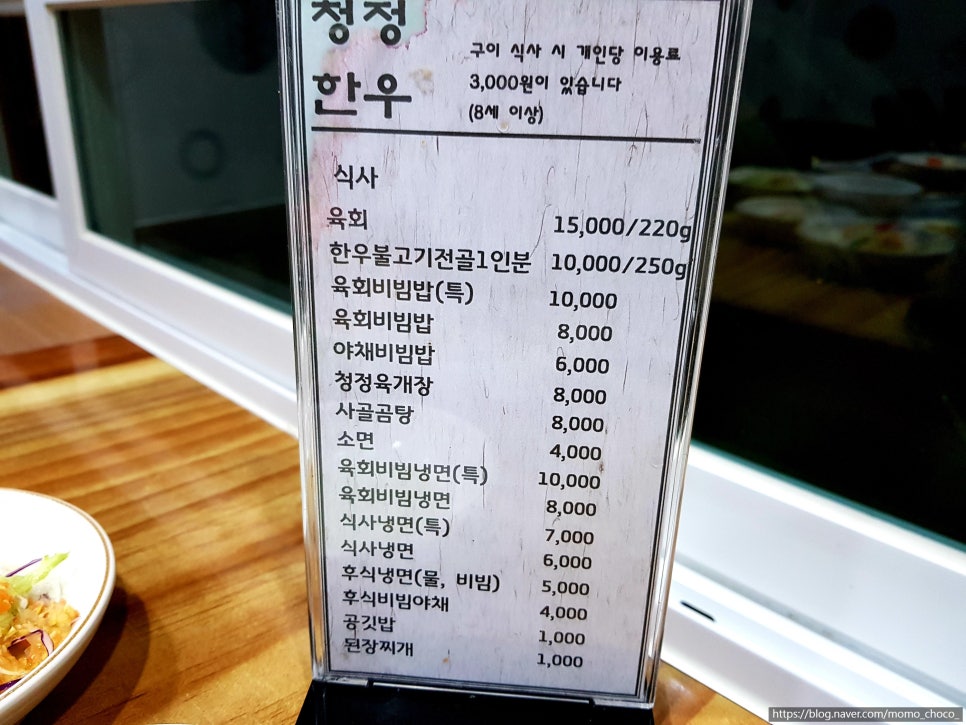 청정
한우
구이 식사 시 개인당 이용료
3,000원이 있습니다
(8세 이상)
식사
육회 15,000/220g
한우불고기전골1인분 10,000/250g
육회비빔밥(특) 10,000
육회비빔밥 8,000
야채비빔밥 6,000
청정육개장 8,000
사골곰탕 8,000
소면 4,000
육회비빔냉면(특) 10,000
육회비빔냉면 8,000
식사냉면(특) 7,000
식사냉면 6,000
후식냉면(물, 비빔) 5,000
후식비빔야채 4,000
공깃밥 1,000
된장찌개 1,000
https://blog.naver.com/momo_choco_